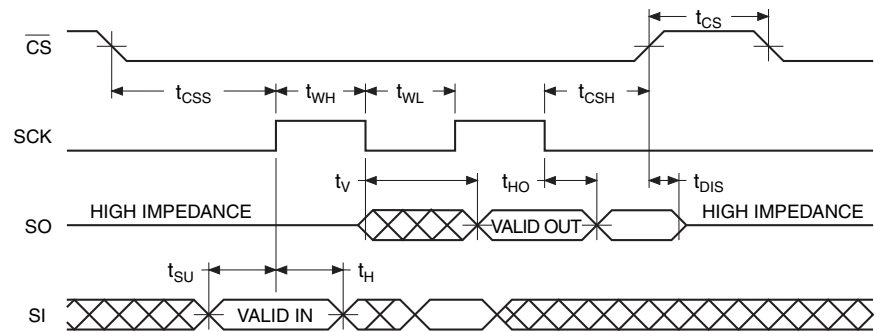 t_CS
CS
t_CSS t_WH t_WL t_CSH
SCK
t_V t_HO t_DIS
HIGH IMPEDANCE HIGH IMPEDANCE
SO VALID OUT
t_SU t_H
SI VALID IN